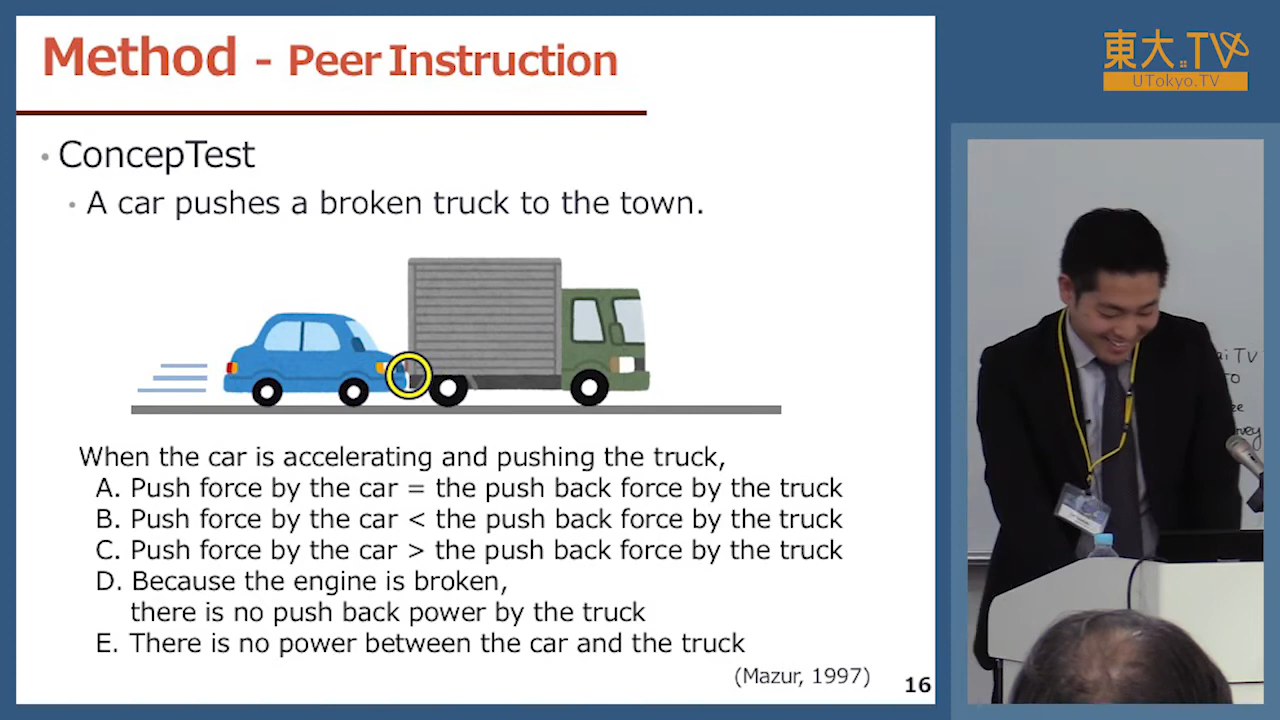 Method - Peer Instruction
東大.TV
UTokyo.TV
• ConcepTest
• A car pushes a broken truck to the town.
When the car is accelerating and pushing the truck,
A. Push force by the car = the push back force by the truck
B. Push force by the car < the push back force by the truck
C. Push force by the car > the push back force by the truck
D. Because the engine is broken,
there is no push back power by the truck
E. There is no power between the car and the truck
(Mazur, 1997)
16
TV